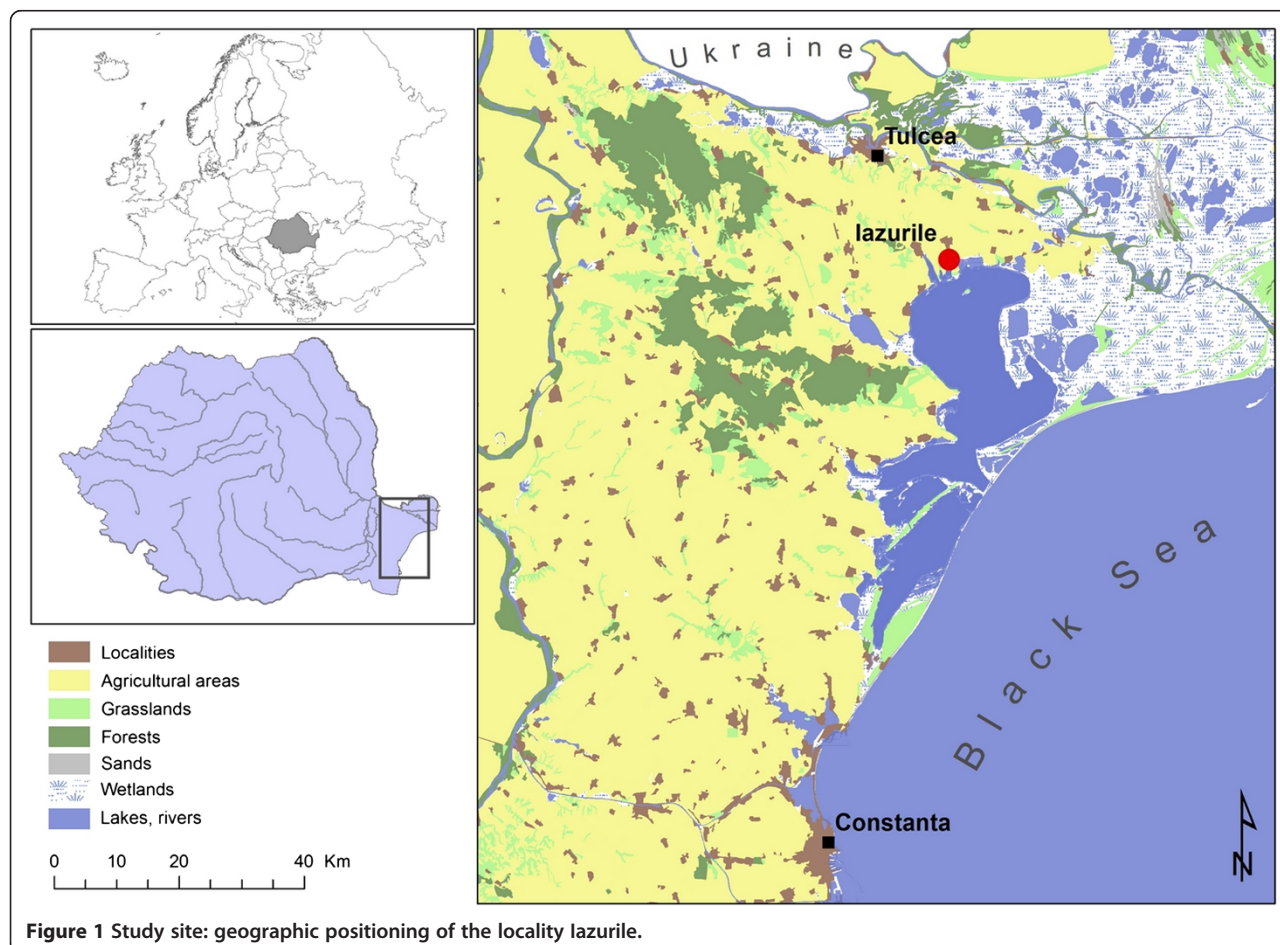 Ukraine
Tulcea
Iazurile
Black Sea
Constanta
N
Localities
Agricultural areas
Grasslands
Forests
Sands
Wetlands
Lakes, rivers
0 10 20 40 Km
Figure 1 Study site: geographic positioning of the locality Iazurile.